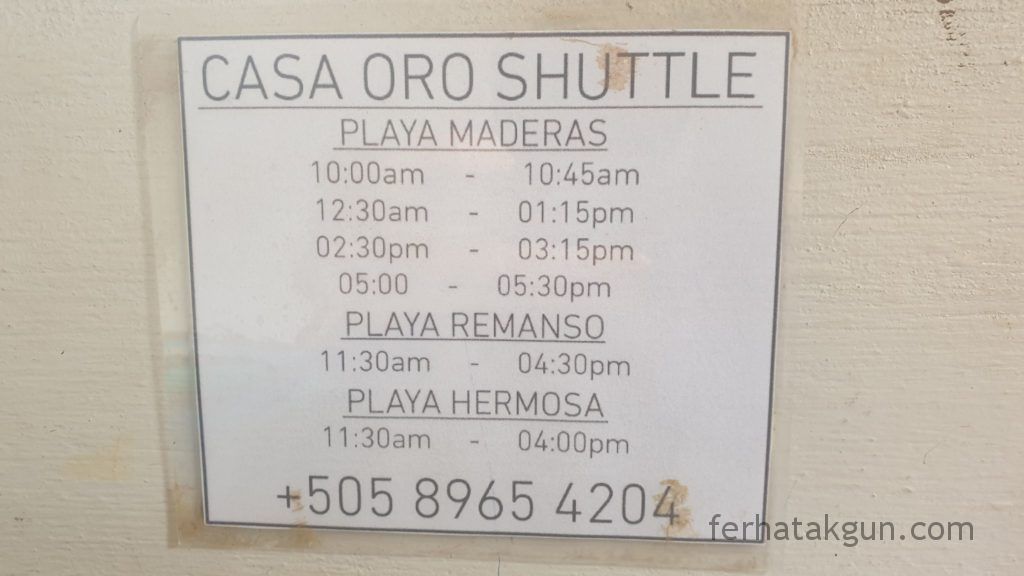 CASA ORO SHUTTLE
PLAYA MADERAS
10:00am - 10:45am
12:30am - 01:15pm
02:30pm - 03:15pm
05:00 - 05:30pm
PLAYA REMANSO
11:30am - 04:30pm
PLAYA HERMOSA
11:30am - 04:00pm
+505 8965 4204
ferhatakgun.com